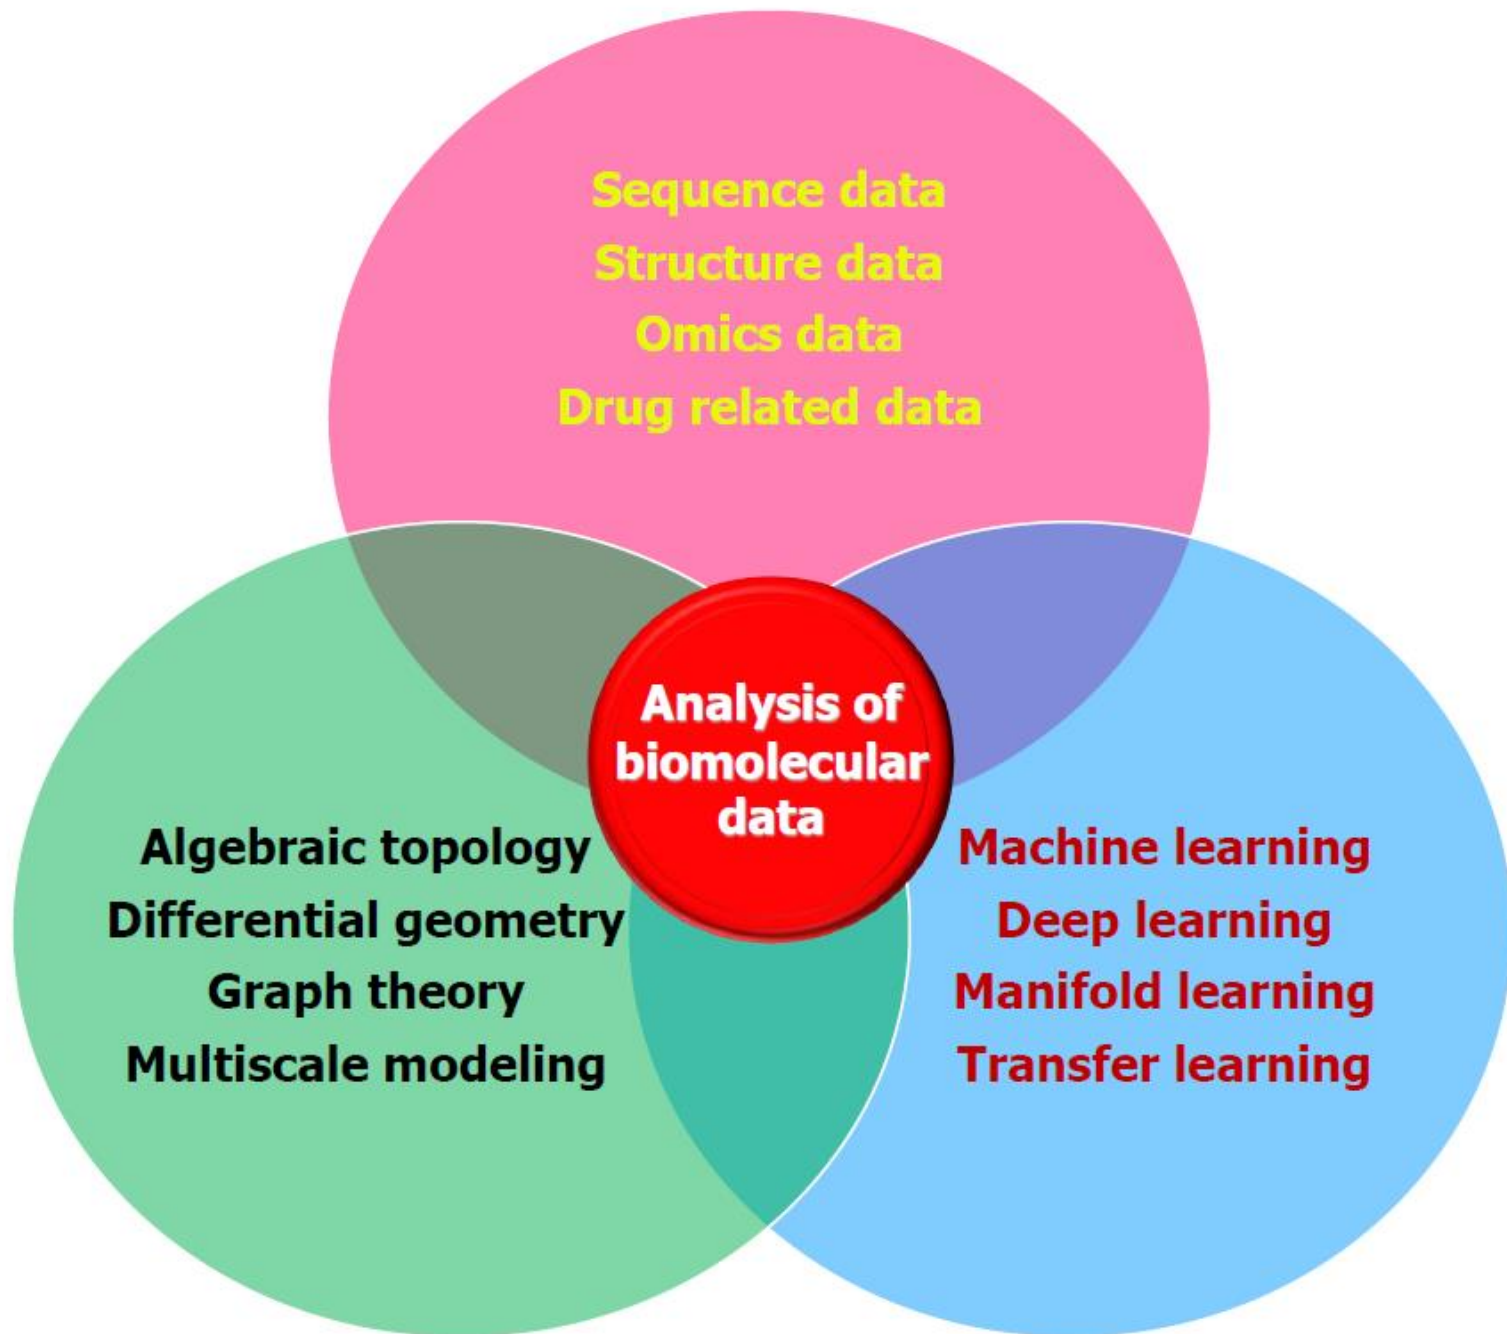 Sequence data
Structure data
Omics data
Drug related data
Analysis of
biomolecular
data
Algebraic topology
Differential geometry
Graph theory
Multiscale modeling
Machine learning
Deep learning
Manifold learning
Transfer learning